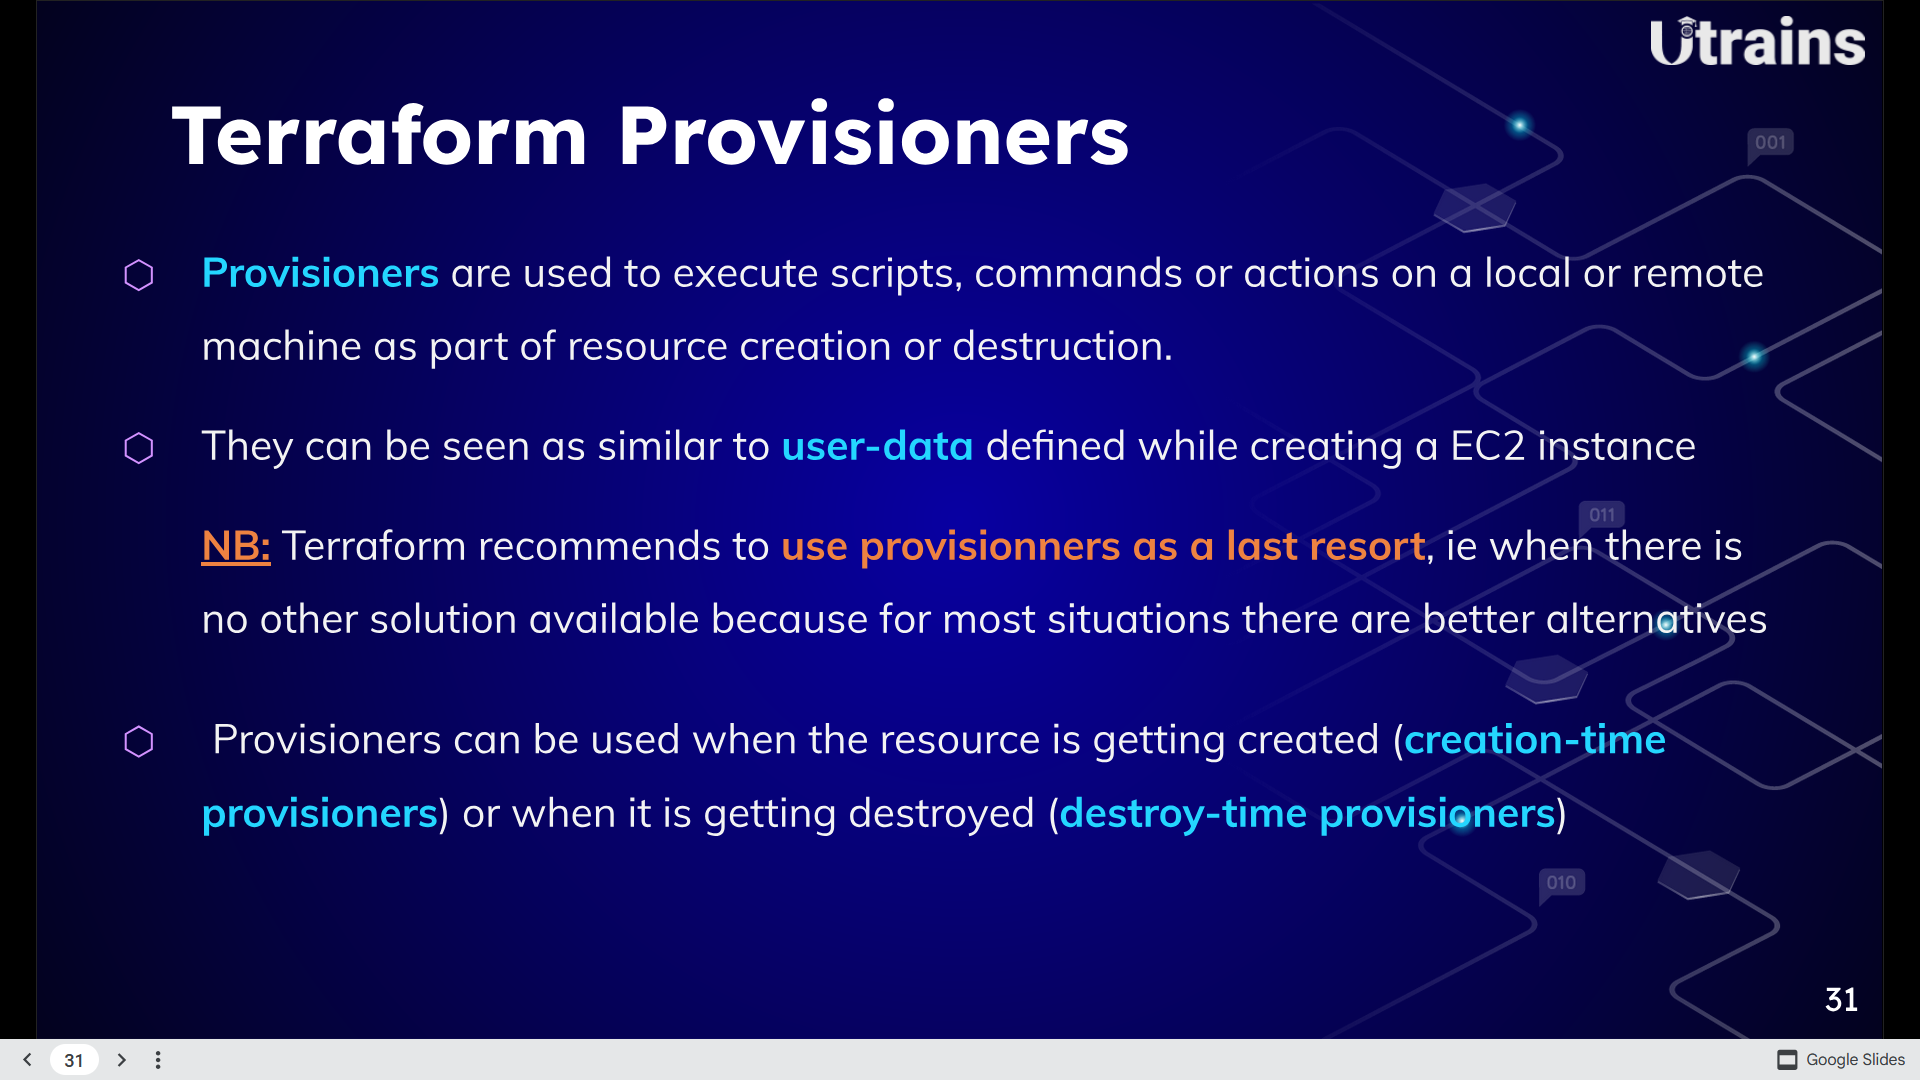 Utrains
Terraform Provisioners
001
Provisioners are used to execute scripts, commands or actions on a local or remote
machine as part of resource creation or destruction.
They can be seen as similar to user-data defined while creating a EC2 instance
011
NB: Terraform recommends to use provisionners as a last resort, ie when there is
no other solution available because for most situations there are better alternatives
Provisioners can be used when the resource is getting created (creation-time
provisioners) or when it is getting destroyed (destroy-time provisioners)
010
31
31
Google Slides